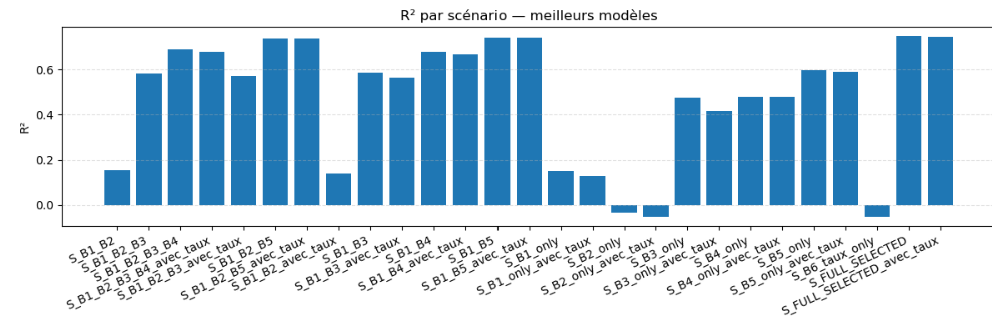 R² par scénario — meilleurs modèles
R²
0.6
0.4
0.2
0.0
S_B1_B2
S_B1_B2_B3
S_B1_B2_B3_B4
S_B1_B2_B3_B4_avec_taux
S_B1_B2_B3_avec_taux
S_B1_B2_B5
S_B1_B2_B5_avec_taux
S_B1_B2_avec_taux
S_B1_B3
S_B1_B3_avec_taux
S_B1_B4
S_B1_B4_avec_taux
S_B1_B5
S_B1_B5_avec_taux
S_B1_only
S_B1_only_avec_taux
S_B2_only
S_B2_only_avec_taux
S_B3_only
S_B3_only_avec_taux
S_B4_only
S_B4_only_avec_taux
S_B5_only
S_B5_only_avec_taux
S_B6_taux_only
S_FULL_SELECTED
S_FULL_SELECTED_avec_taux